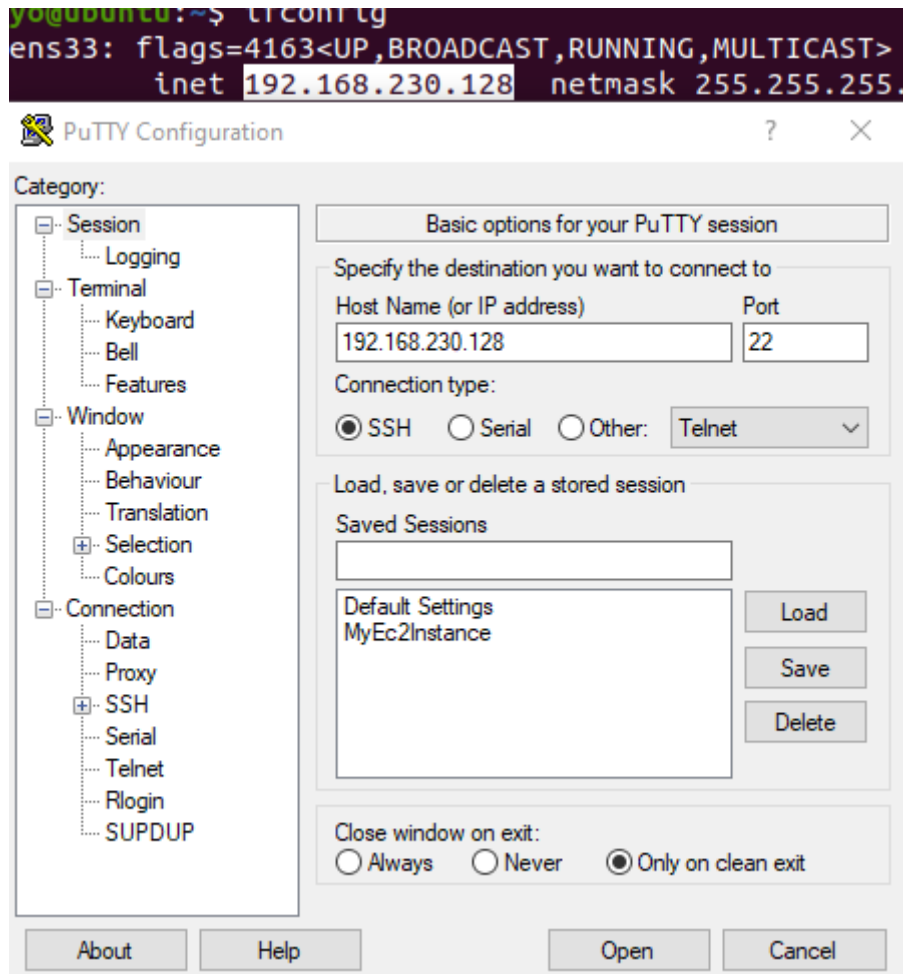 yo@ubuntu:~$ ifconfig
ens33: flags=4163<UP,BROADCAST,RUNNING,MULTICAST>
inet 192.168.230.128 netmask 255.255.255.
PuTTY Configuration
? ×
Category:
Session
Logging
Terminal
Keyboard
Bell
Features
Window
Appearance
Behaviour
Translation
Selection
Colours
Connection
Data
Proxy
SSH
Serial
Telnet
Rlogin
SUPDUP
Basic options for your PuTTY session
Specify the destination you want to connect to
Host Name (or IP address) Port
192.168.230.128 22
Connection type:
SSH Serial Other: Telnet
Load, save or delete a stored session
Saved Sessions
Default Settings
MyEc2Instance
Load
Save
Delete
Close window on exit:
Always Never Only on clean exit
About Help Open Cancel